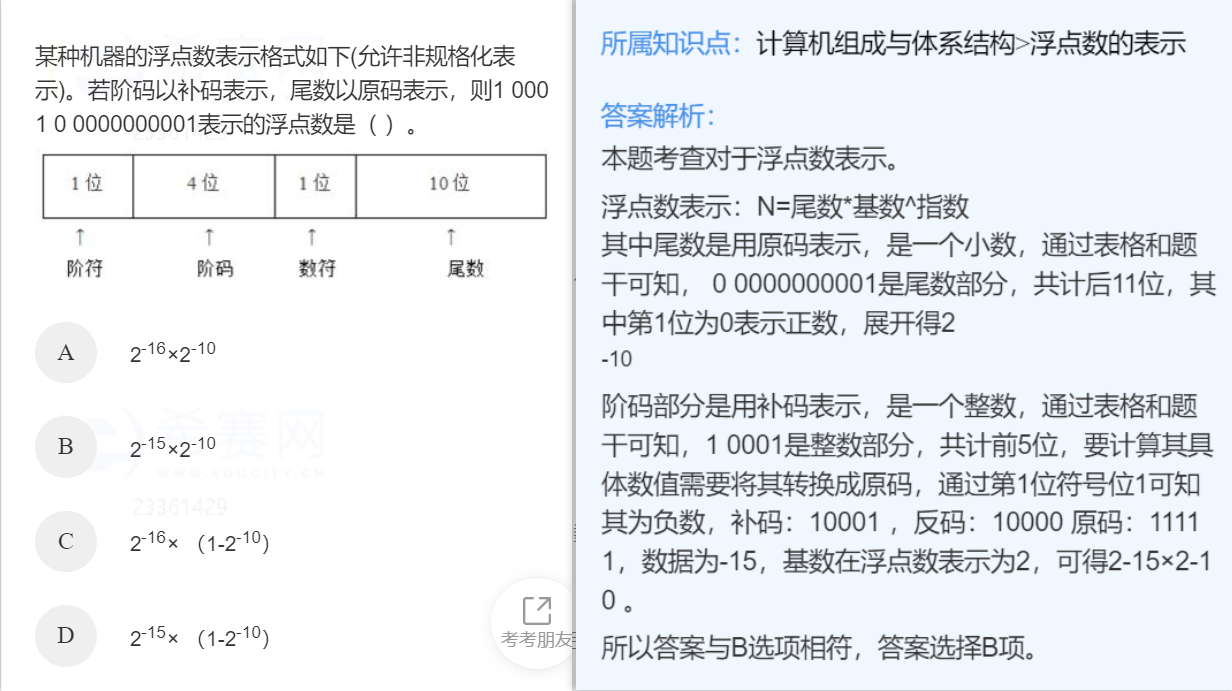 某种机器的浮点数表示格式如下(允许非规格化表
示)。若阶码以补码表示，尾数以原码表示，则1 000
1 0 0000000001表示的浮点数是（ ）。
1 位 4 位 1 位 10 位
↑ ↑ ↑ ↑
阶符 阶码 数符 尾数
A 2-16×2-10
B 2-15×2-10
希赛网
WWW.EDUCITY.CN
23361429
C 2-16× （1-2-10）
D 2-15× （1-2-10）
考考朋友
所属知识点：计算机组成与体系结构>浮点数的表示
答案解析：
本题考查对于浮点数表示。
浮点数表示：N=尾数*基数^指数
其中尾数是用原码表示，是一个小数，通过表格和题
干可知， 0 0000000001是尾数部分，共计后11位，其
中第1位为0表示正数，展开得2
-10
阶码部分是用补码表示，是一个整数，通过表格和题
干可知，1 0001是整数部分，共计前5位，要计算其具
体数值需要将其转换成原码，通过第1位符号位1可知
其为负数，补码：10001 ，反码：10000 原码：1111
1，数据为-15，基数在浮点数表示为2，可得2-15×2-1
0 。
所以答案与B选项相符，答案选择B项。